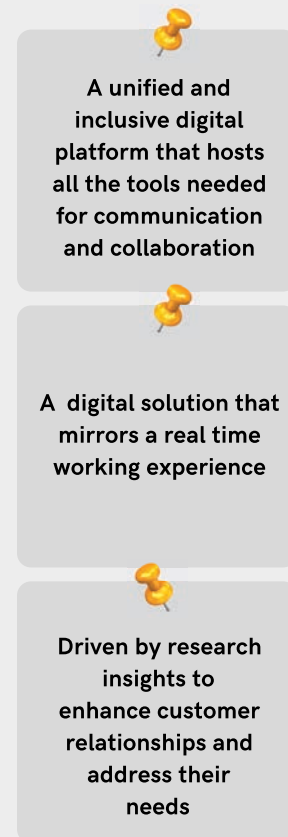 A unified and
inclusive digital
platform that hosts
all the tools needed
for communication
and collaboration
A digital solution that
mirrors a real time
working experience
Driven by research
insights to
enhance customer
relationships and
address their
needs